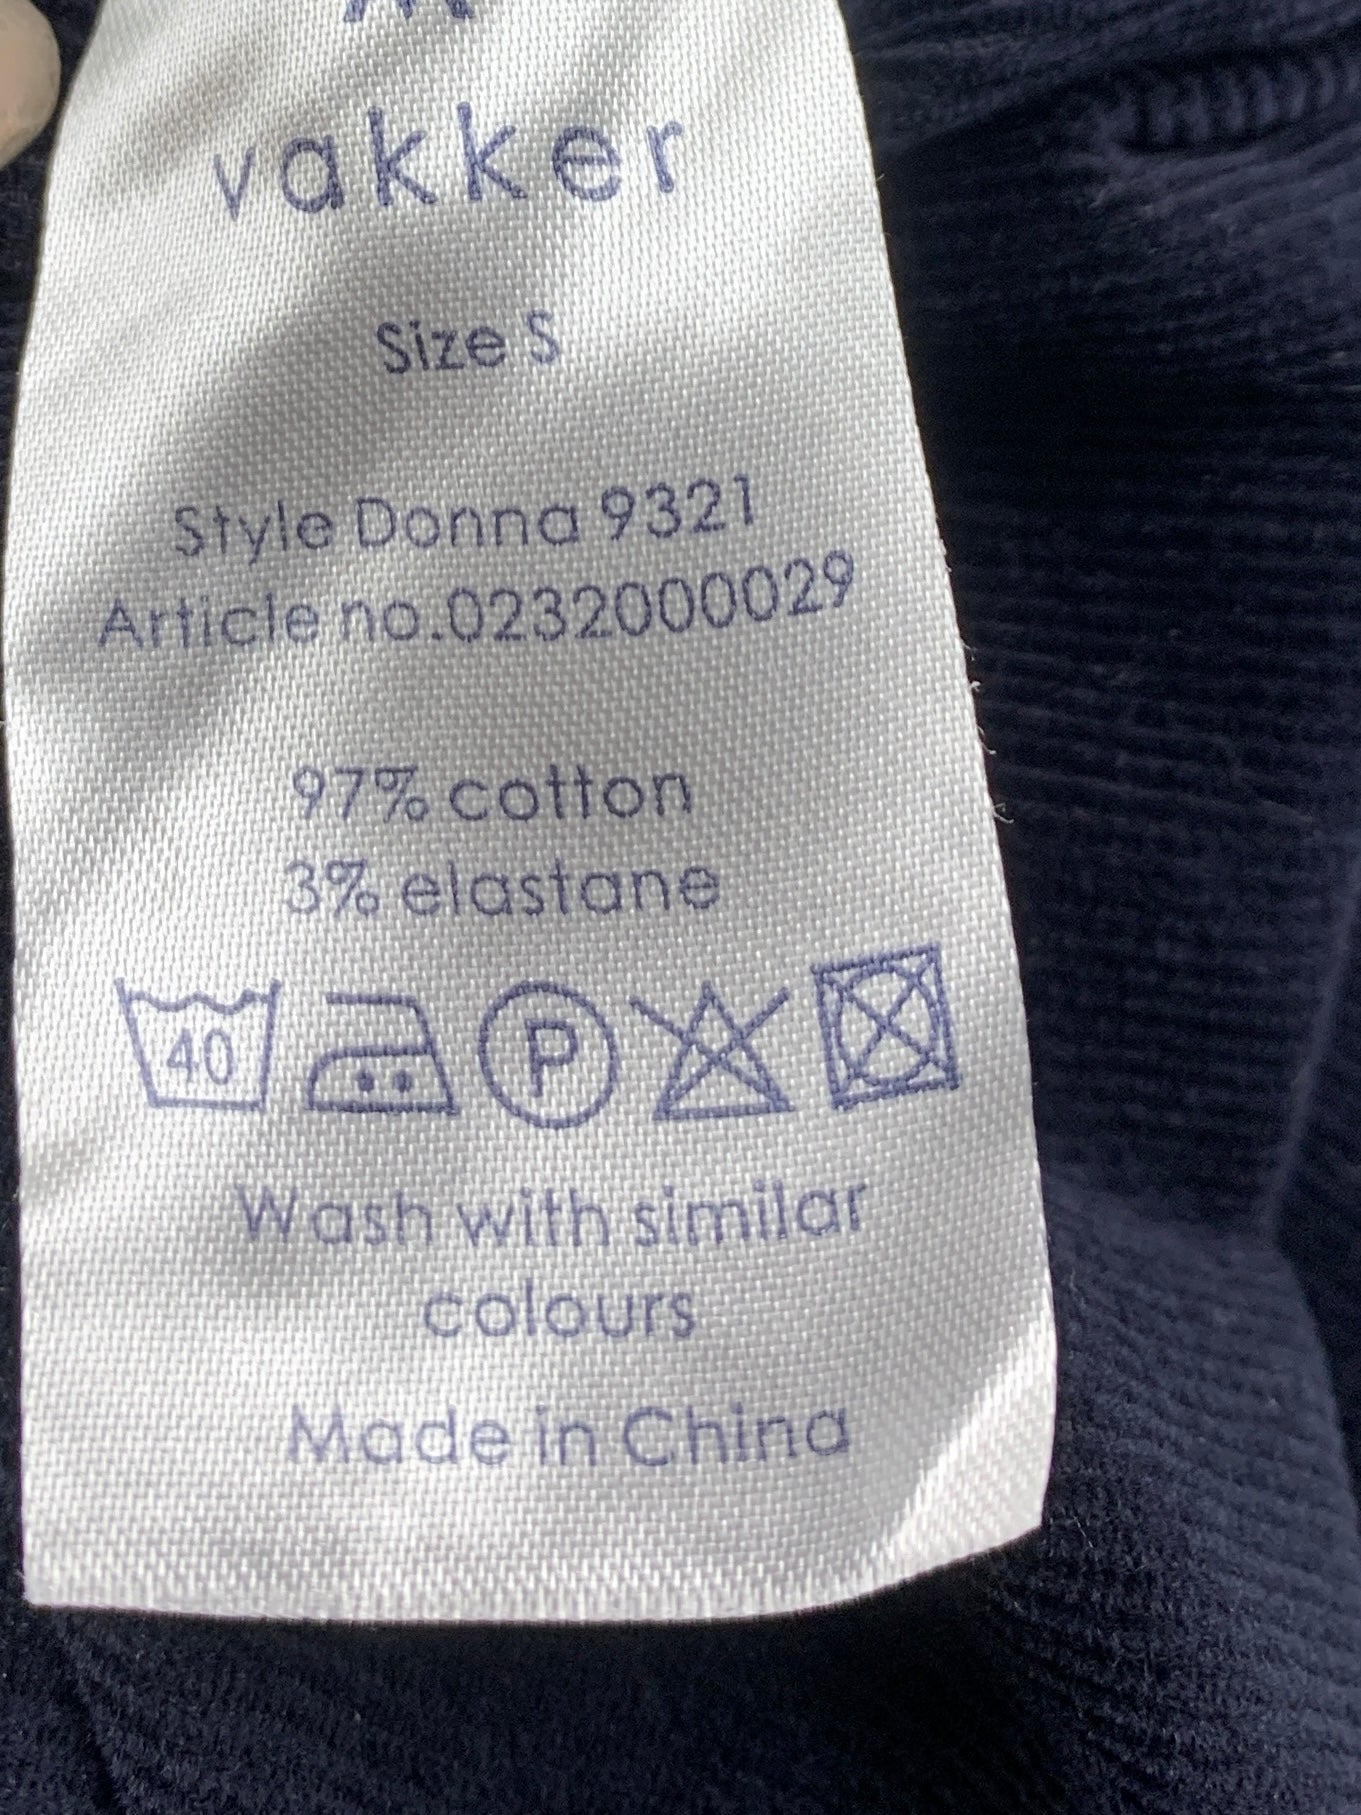 vakker
Size S
Style Donna 9321
Article no.0232000029
97% cotton
3% elastane
40 P
Wash with similar
colours
Made in China